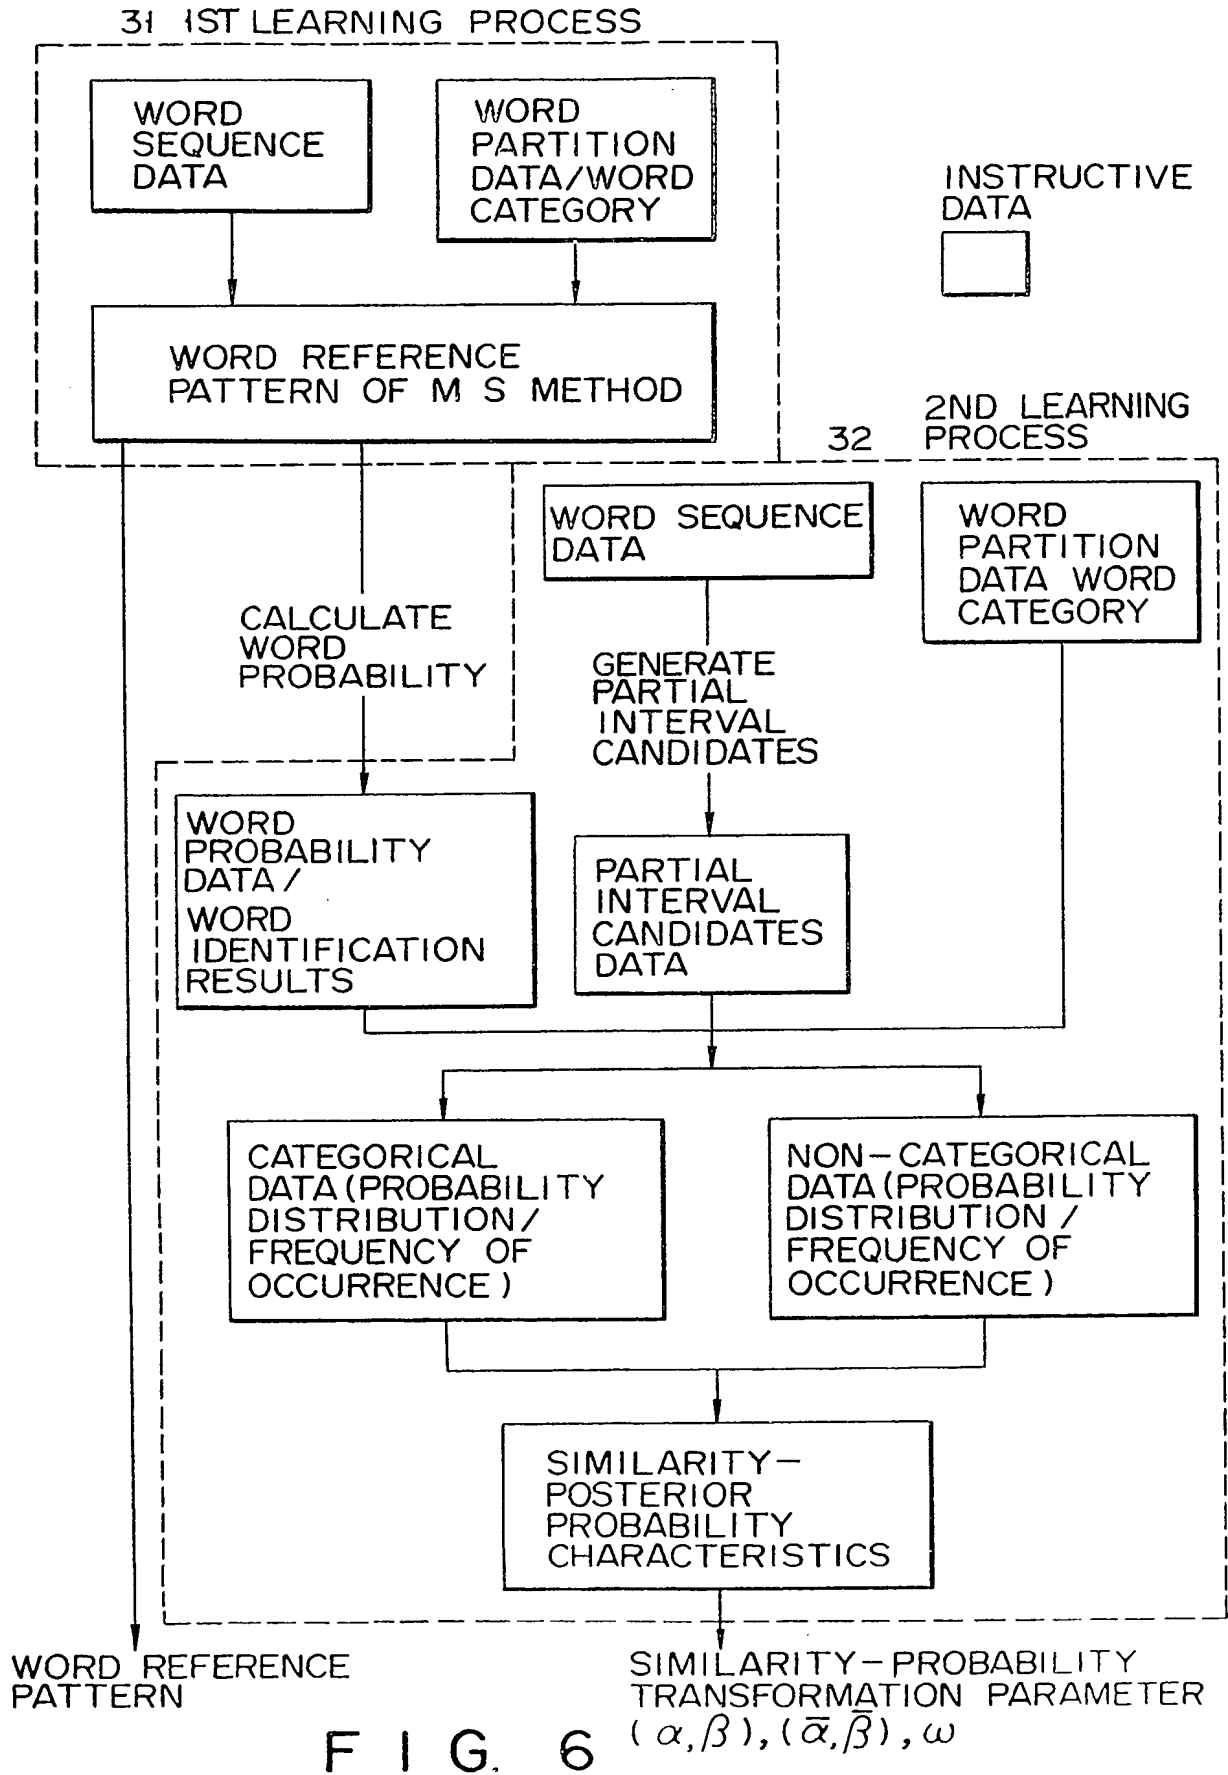 31 1ST LEARNING PROCESS
WORD
SEQUENCE
DATA
WORD
PARTITION
DATA/WORD
CATEGORY
INSTRUCTIVE
DATA
WORD REFERENCE
PATTERN OF M S METHOD
32
2ND LEARNING
PROCESS
WORD SEQUENCE
DATA
WORD
PARTITION
DATA WORD
CATEGORY
CALCULATE
WORD
PROBABILITY
GENERATE
PARTIAL
INTERVAL
CANDIDATES
WORD
PROBABILITY
DATA/
WORD
IDENTIFICATION
RESULTS
PARTIAL
INTERVAL
CANDIDATES
DATA
CATEGORICAL
DATA(PROBABILITY
DISTRIBUTION/
FREQUENCY OF
OCCURRENCE)
NON-CATEGORICAL
DATA(PROBABILITY
DISTRIBUTION/
FREQUENCY OF
OCCURRENCE)
SIMILARITY-
POSTERIOR
PROBABILITY
CHARACTERISTICS
WORD REFERENCE
PATTERN
SIMILARITY-PROBABILITY
TRANSFORMATION PARAMETER
(α,β),(ᾱ,β̄),ω
FIG. 6